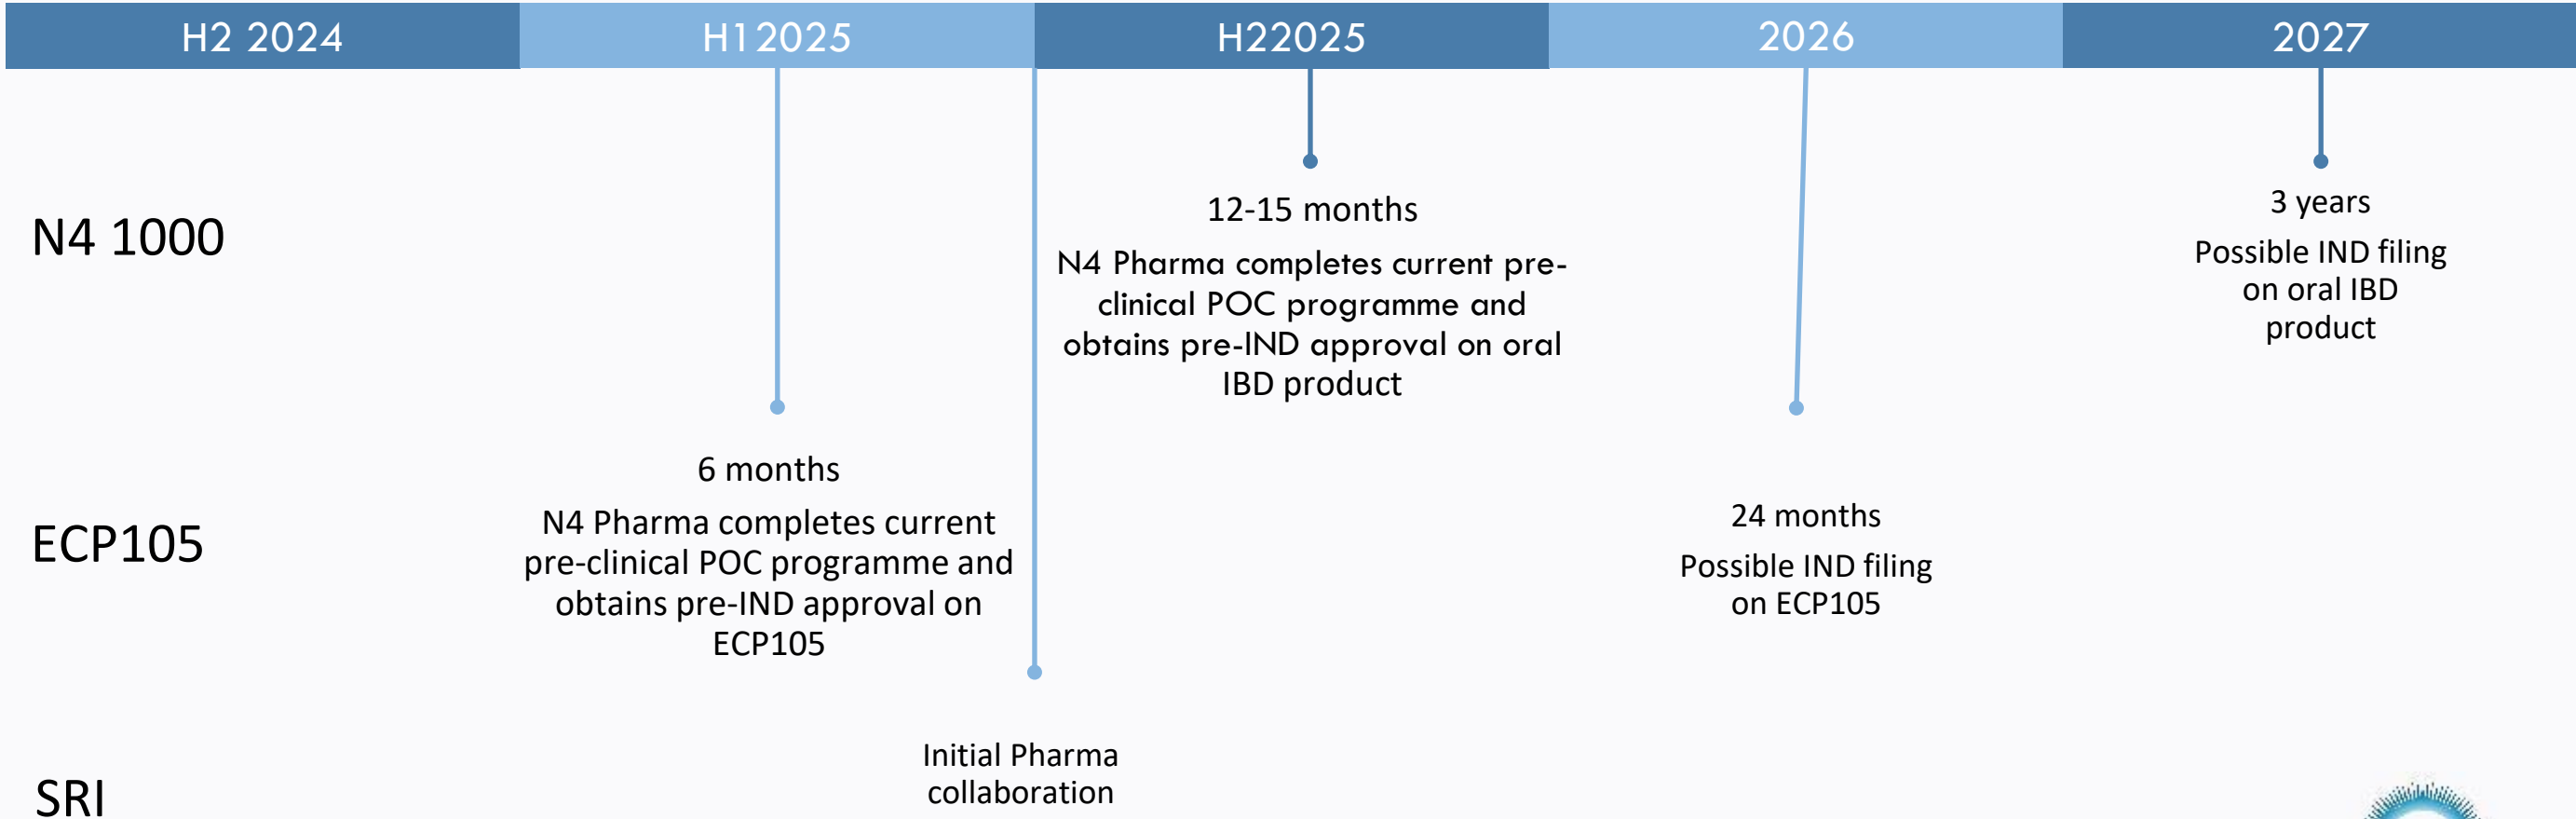 H2 2024
H12025
H22025
2026
2027
N4 1000
12-15 months
N4 Pharma completes current pre-
clinical POC programme and
obtains pre-IND approval on oral
IBD product
3 years
Possible IND filing
on oral IBD
product
ECP105
6 months
N4 Pharma completes current
pre-clinical POC programme and
obtains pre-IND approval on
ECP105
24 months
Possible IND filing
on ECP105
SRI
Initial Pharma
collaboration